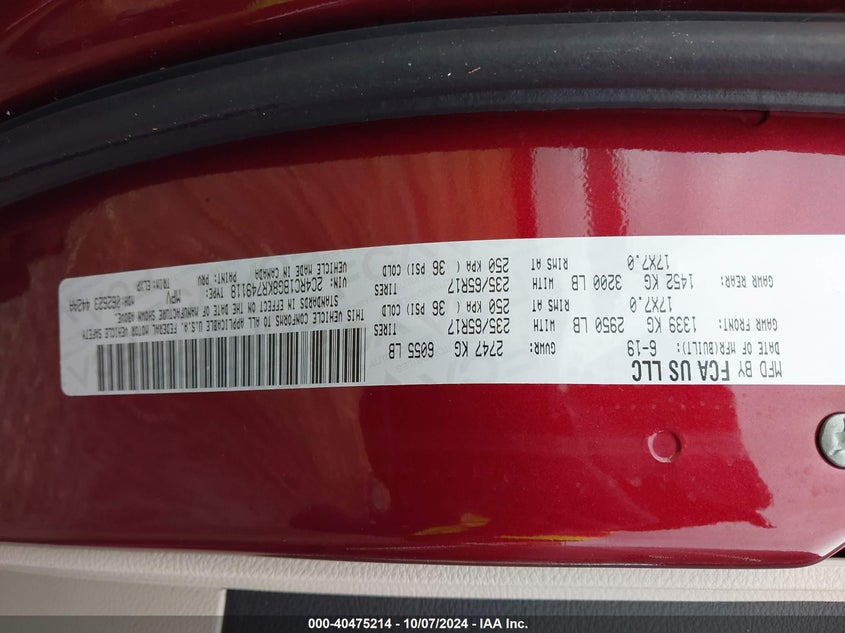 MFD BY FCA US LLC
DATE OF MFR(BUILT): 6-19
GVWR: 2747 KG 6055 LB
GAWR FRONT: 1339 KG 2950 LB WITH 235/65R17 TIRES
17X7.0 RIMS AT 250 KPA ( 36 PSI) COLD
GAWR REAR: 1452 KG 3200 LB WITH 235/65R17 TIRES
17X7.0 RIMS AT 250 KPA ( 36 PSI) COLD
THIS VEHICLE CONFORMS TO ALL APPLICABLE U.S.A. FEDERAL MOTOR VEHICLE SAFETY
STANDARDS IN EFFECT ON THE DATE OF MANUFACTURE SHOWN ABOVE.
VIN: 2C4RC1BG8KR749118 TYPE: MPV MDH:062623 442AA
VEHICLE MADE IN CANADA PAINT: PRV TRIM:
000-40475214 - 10/07/2024 - IAA Inc.